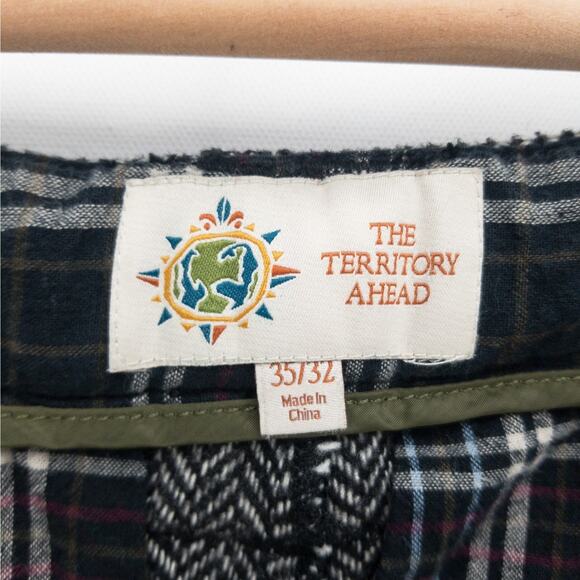 THE
TERRITORY
AHEAD
35/32
Made In
China